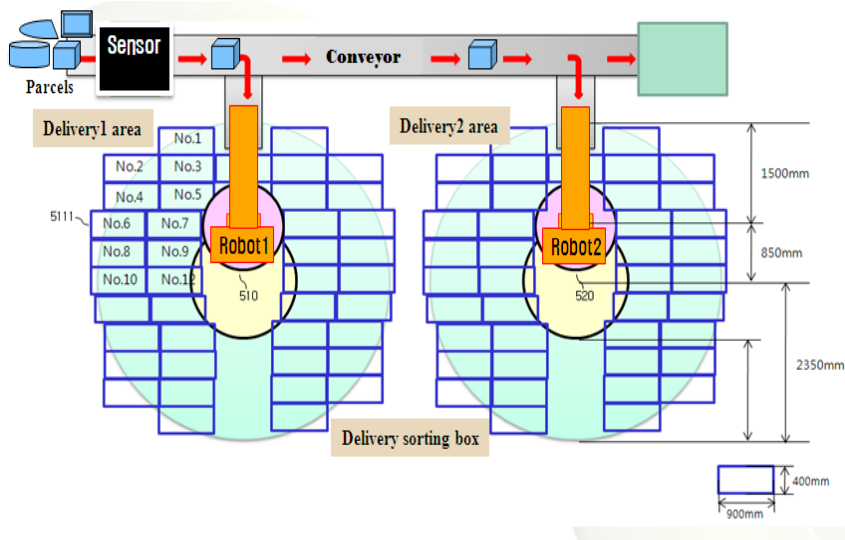 Sensor
Conveyor
Parcels
Delivery1 area
Delivery2 area
No.1
No.2
No.3
No.4
No.5
5111
No.6
No.7
No.8
No.9
No.10
No.12
Robot1
510
Robot2
520
1500mm
850mm
2350mm
Delivery sorting box
400mm
900mm